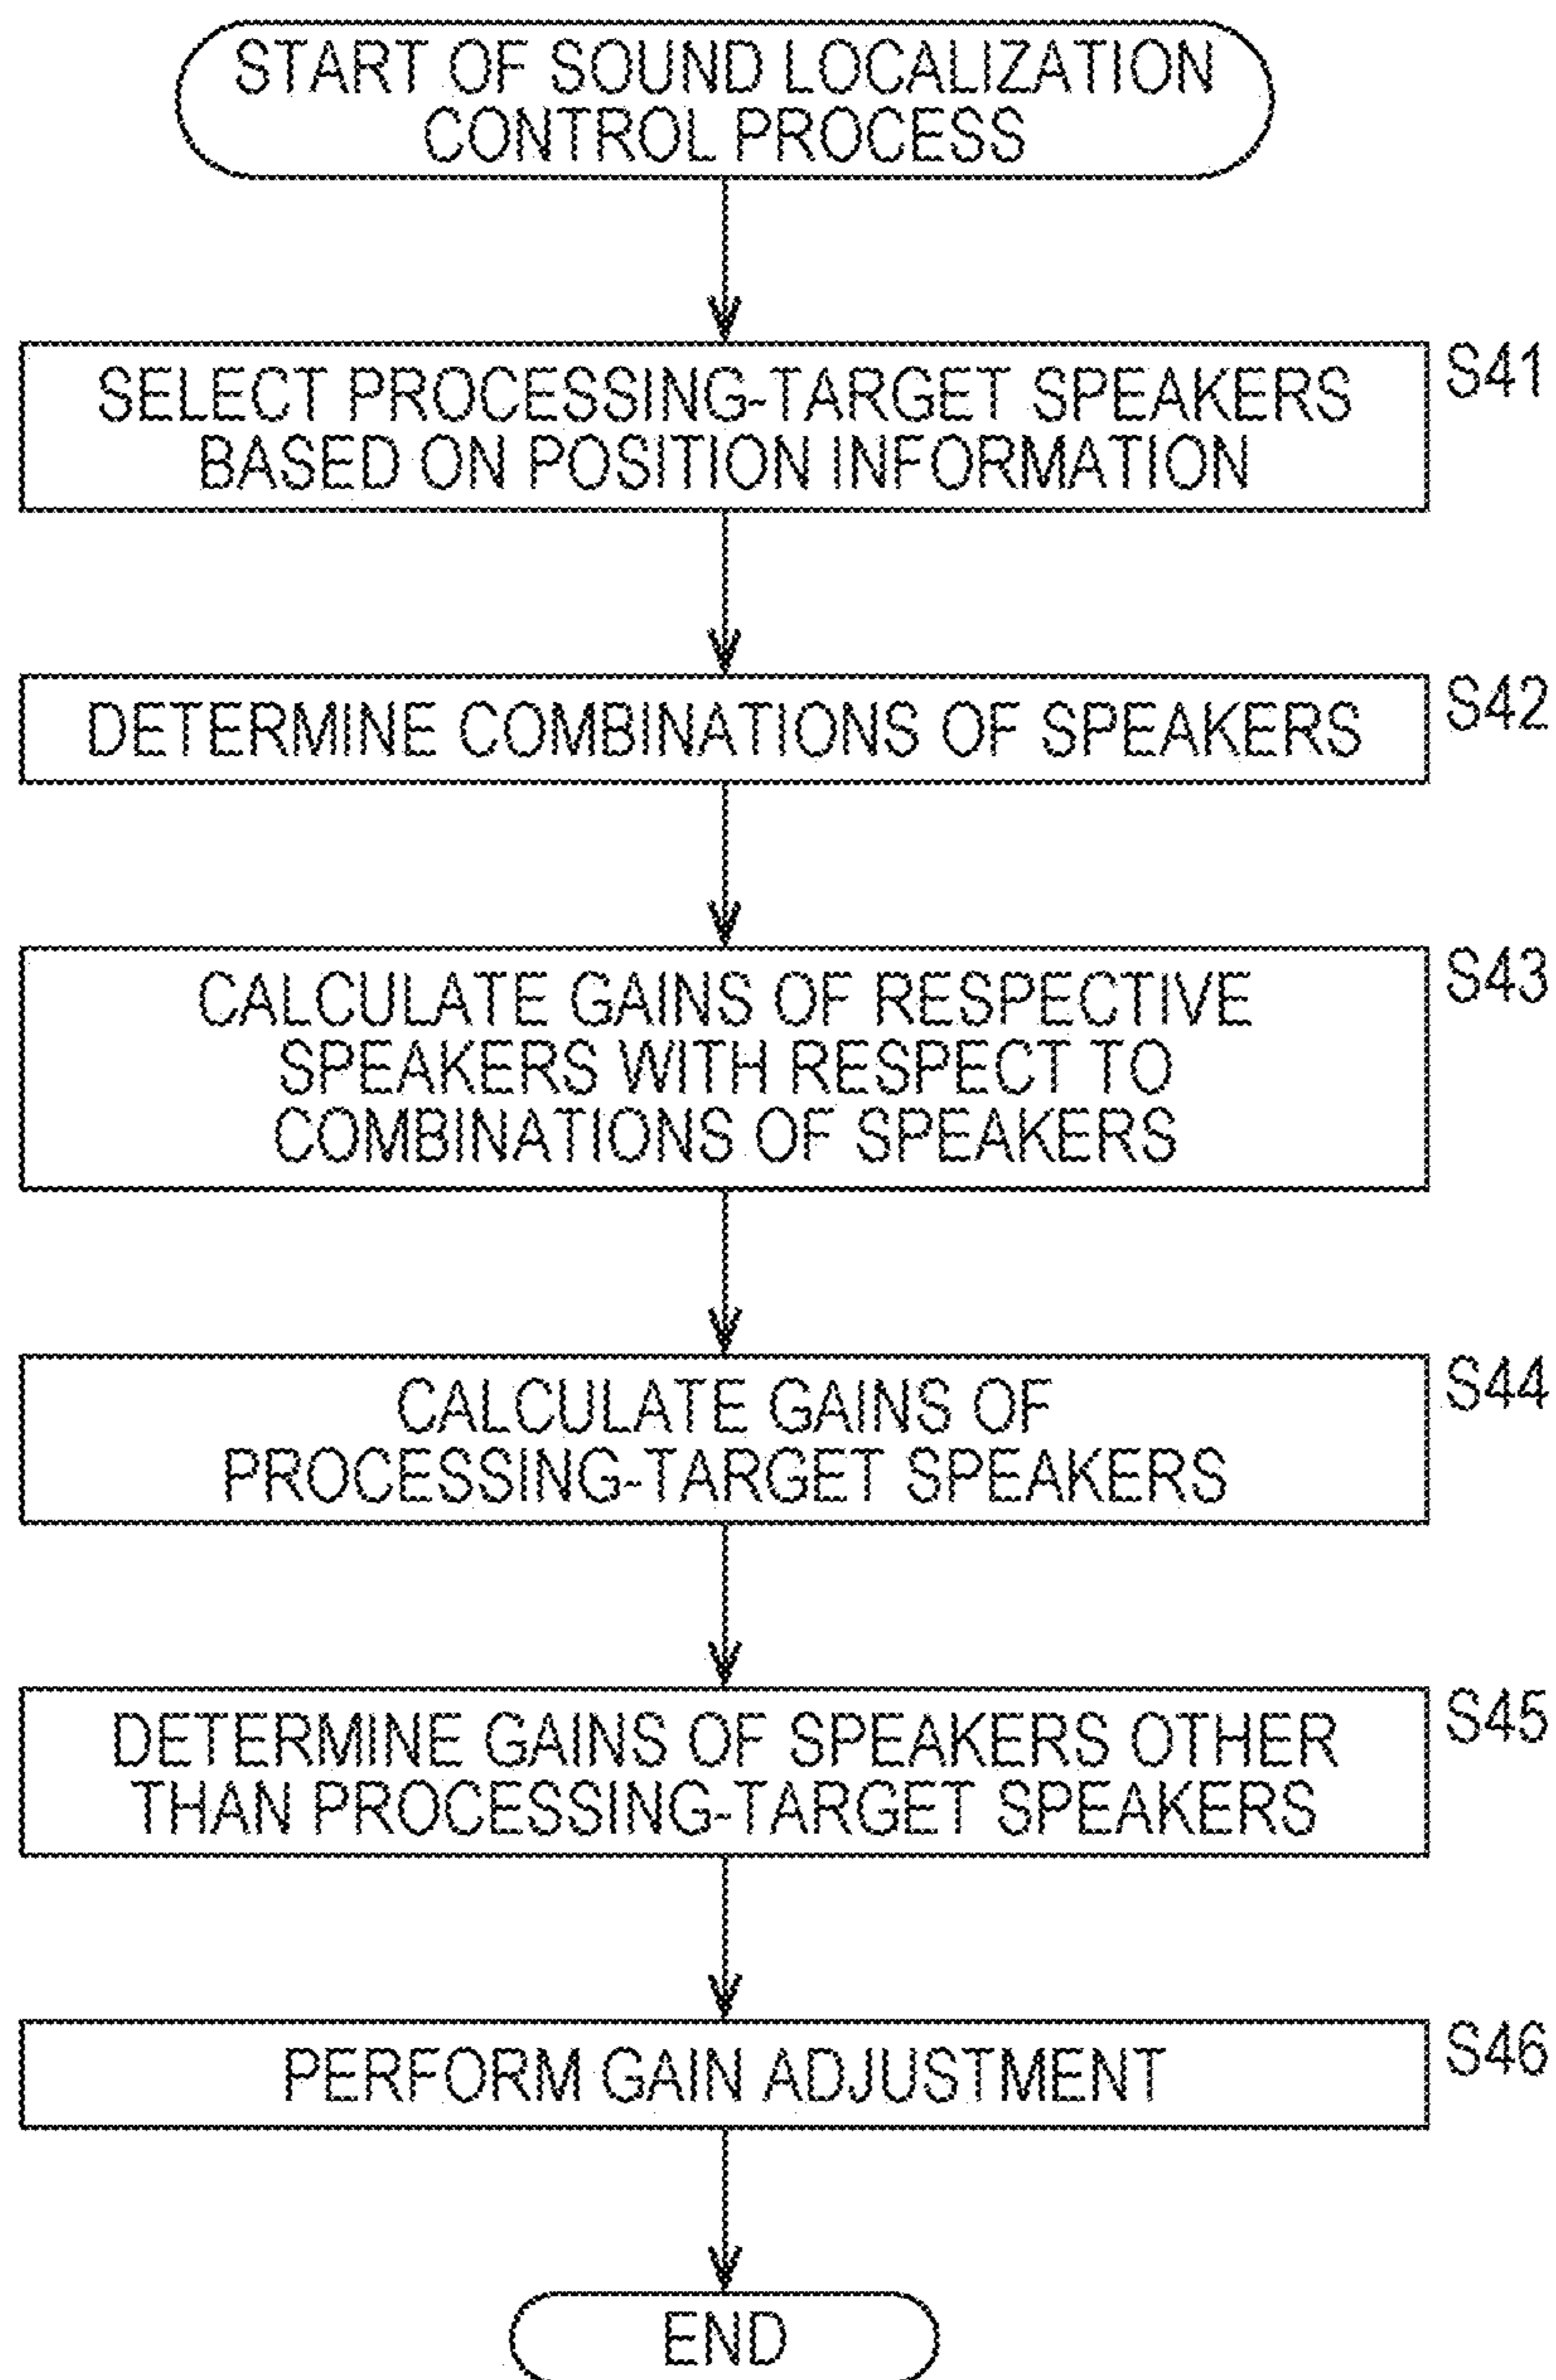 START OF SOUND LOCALIZATION
CONTROL PROCESS
SELECT PROCESSING-TARGET SPEAKERS
BASED ON POSITION INFORMATION
S41
DETERMINE COMBINATIONS OF SPEAKERS
S42
CALCULATE GAINS OF RESPECTIVE
SPEAKERS WITH RESPECT TO
COMBINATIONS OF SPEAKERS
S43
CALCULATE GAINS OF
PROCESSING-TARGET SPEAKERS
S44
DETERMINE GAINS OF SPEAKERS OTHER
THAN PROCESSING-TARGET SPEAKERS
S45
PERFORM GAIN ADJUSTMENT
S46
END